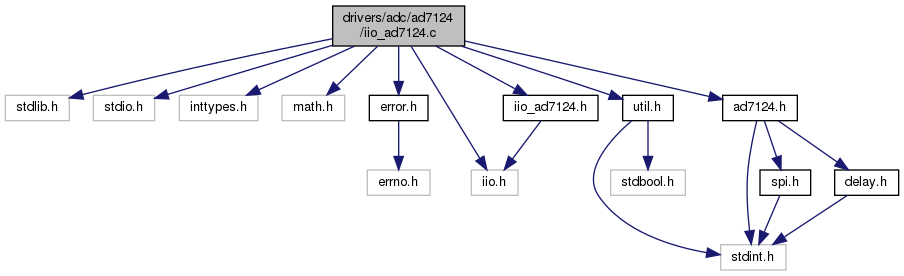 drivers/adc/ad7124
/iio_ad7124.c
stdlib.h
stdio.h
inttypes.h
math.h
error.h
iio_ad7124.h
util.h
ad7124.h
errno.h
iio.h
stdbool.h
spi.h
delay.h
stdint.h